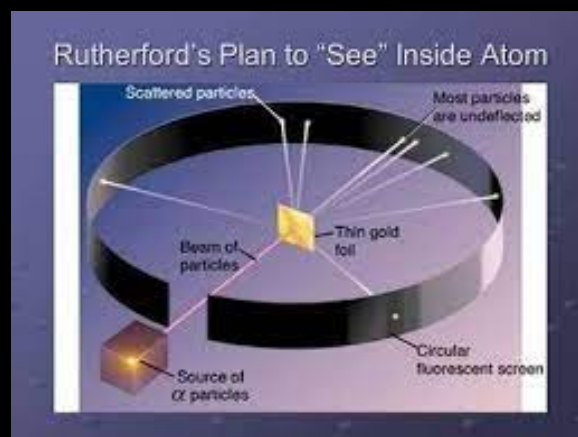 Rutherford's Plan to "See" Inside Atom
Scattered particles
Most particles
are undeflected
Thin gold
foil
Beam of
particles
Circular
fluorescent screen
Source of
α particles